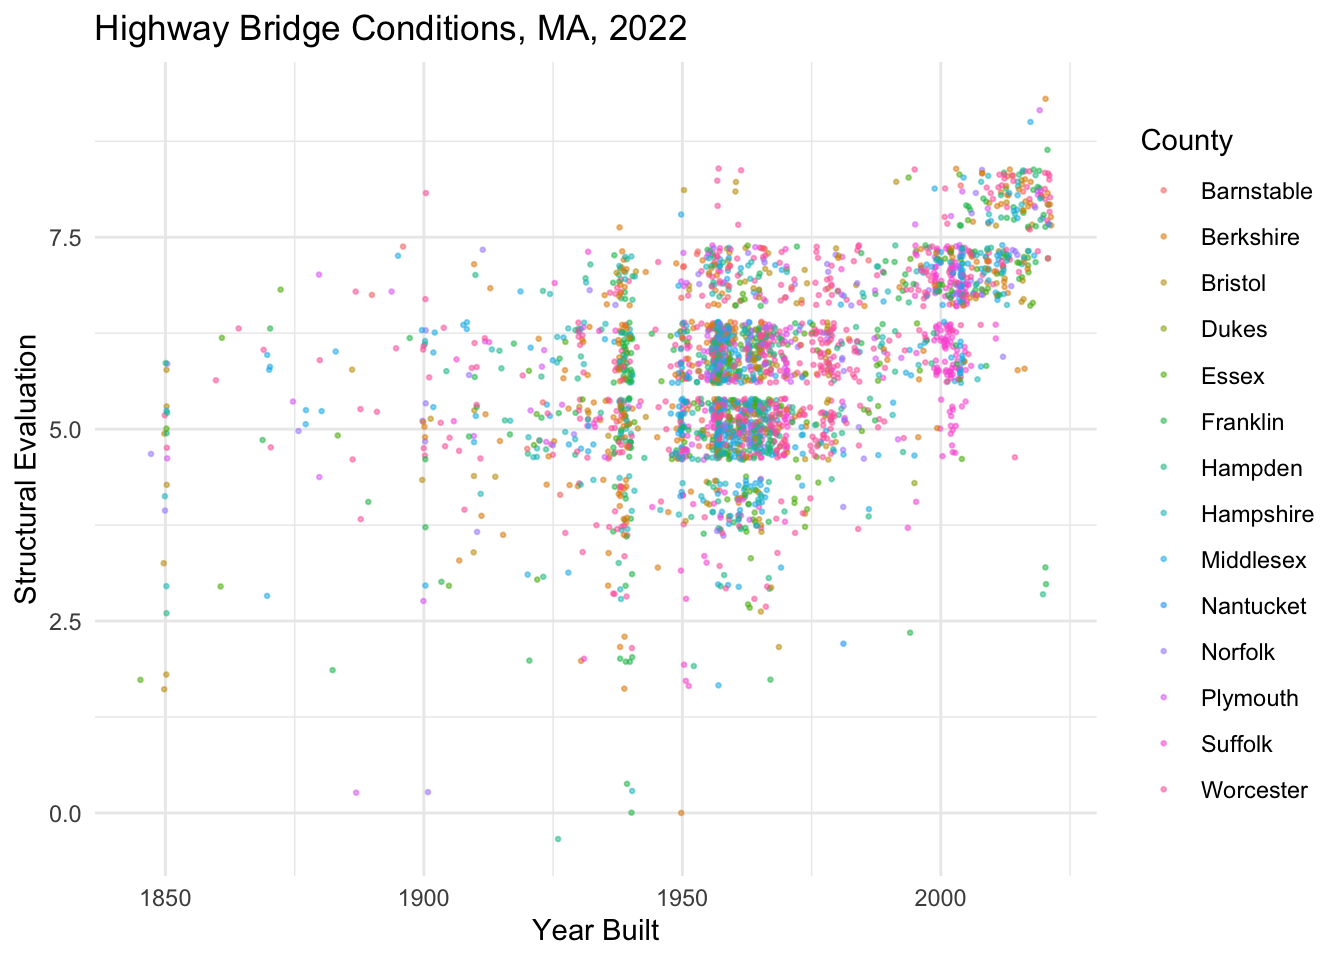 Highway Bridge Conditions, MA, 2022
Structural Evaluation
7.5
5.0
2.5
0.0
1850
1900
1950
2000
Year Built
County
Barnstable
Berkshire
Bristol
Dukes
Essex
Franklin
Hampden
Hampshire
Middlesex
Nantucket
Norfolk
Plymouth
Suffolk
Worcester